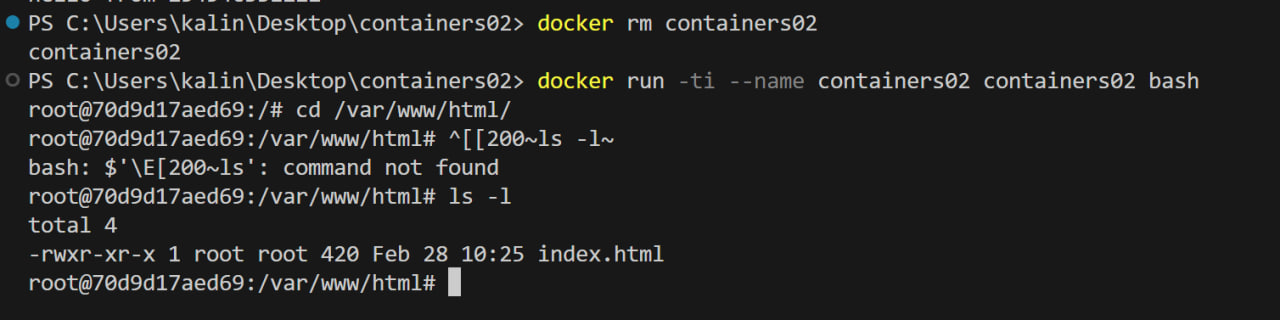 PS C:\Users\kalin\Desktop\containers02> docker rm containers02
containers02
PS C:\Users\kalin\Desktop\containers02> docker run -ti --name containers02 containers02 bash
root@70d9d17aed69:/# cd /var/www/html/
root@70d9d17aed69:/var/www/html# ^[[200~ls -l~
bash: $'\E[200~ls': command not found
root@70d9d17aed69:/var/www/html# ls -l
total 4
-rwxr-xr-x 1 root root 420 Feb 28 10:25 index.html
root@70d9d17aed69:/var/www/html#